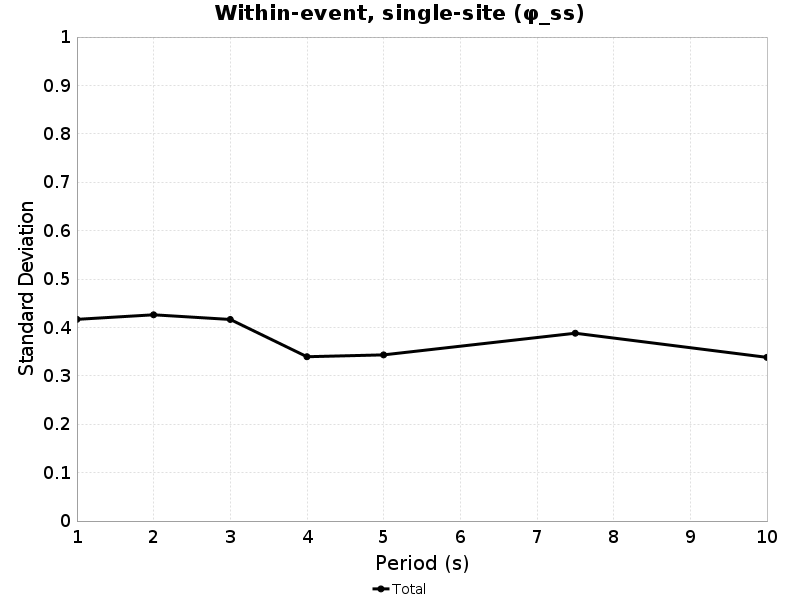 Within-event, single-site (φ_ss)
Standard Deviation
1
0.9
0.8
0.7
0.6
0.5
0.4
0.3
0.2
0.1
0
1 2 3 4 5 6 7 8 9 10
Period (s)
Total